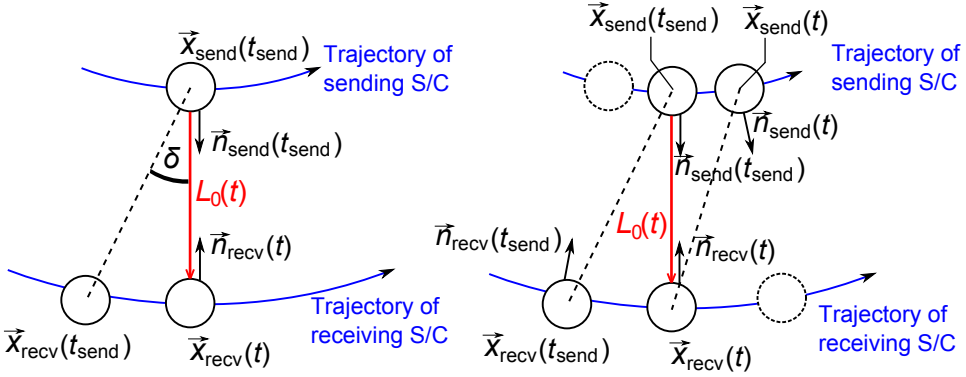 x⃗send(tsend)
Trajectory of
sending S/C
n⃗send(tsend)
δ
L0(t)
n⃗recv(t)
Trajectory of
receiving S/C
x⃗recv(tsend)
x⃗recv(t)
x⃗send(tsend)
x⃗send(t)
Trajectory of
sending S/C
n⃗send(t)
n⃗send(tsend)
L0(t)
n⃗recv(tsend)
n⃗recv(t)
Trajectory of
receiving S/C
x⃗recv(tsend)
x⃗recv(t)